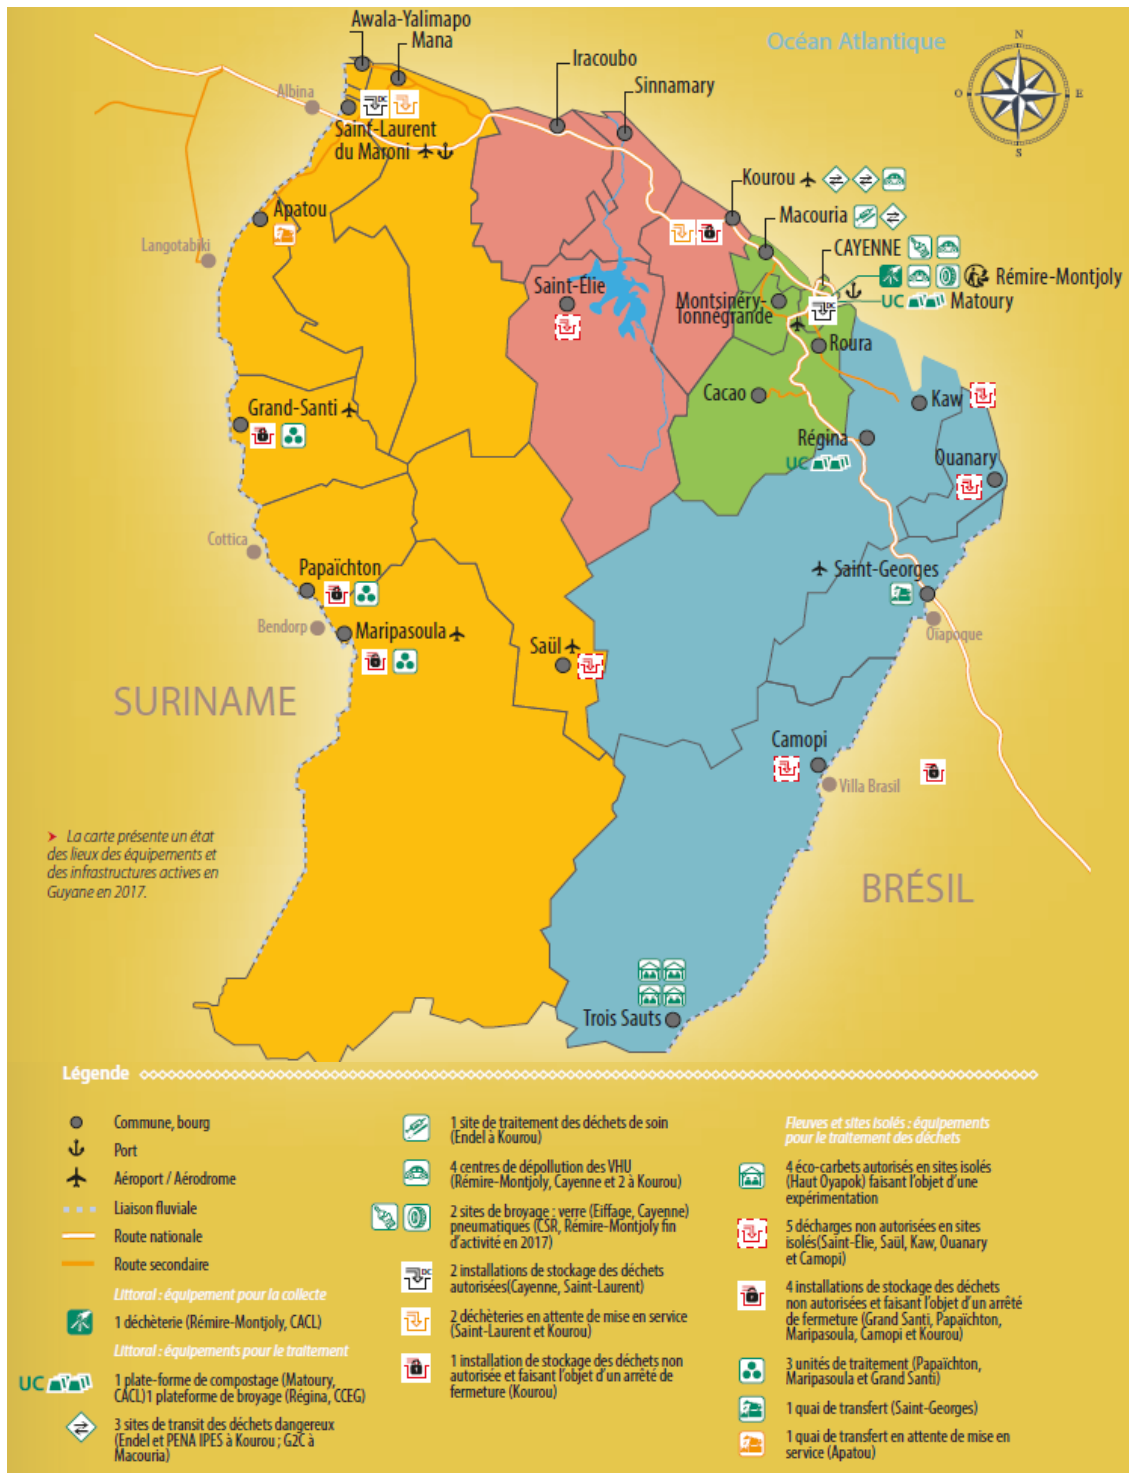 Awala-Yalimapo
Mana
Océan Atlantique
N
Iracoubo
Sinnamary
Albina
O
E
S
DC
Saint-Laurent
du Maroni
Kourou
Apatou
Macouria
CAYENNE
Langotabiki
Rémire-Montjoly
Saint-Élie
Montsinéry-
Tonnégrande
DC
UC
Matoury
Roura
Cacao
Kaw
Grand-Santi
Régina
UC
Ouanary
Cottica
Papaïchton
Saint-Georges
Bendorp
Maripasoula
Oïapoque
Saül
SURINAME
Camopi
Villa Brasil
La carte présente un état
des lieux des équipements et
des infrastructures actives en
Guyane en 2017.
BRÉSIL
Trois Sauts
Légende
Commune, bourg
Port
Aéroport / Aérodrome
Liaison fluviale
Route nationale
Route secondaire
Littoral : équipement pour la collecte
1 déchèterie (Rémire-Montjoly, CACL)
Littoral : équipements pour le traitement
UC
1 plate-forme de compostage (Matoury,
CACL)1 plateforme de broyage (Régina, CCEG)
3 sites de transit des déchets dangereux
(Endel et PENA IPES à Kourou ; G2C à
Macouria)
1 site de traitement des déchets de soin
(Endel à Kourou)
4 centres de dépollution des VHU
(Rémire-Montjoly, Cayenne et 2 à Kourou)
2 sites de broyage : verre (Eiffage, Cayenne)
pneumatiques (CSR, Rémire-Montjoly fin
d'activité en 2017)
DC
2 installations de stockage des déchets
autorisées(Cayenne, Saint-Laurent)
2 déchèteries en attente de mise en service
(Saint-Laurent et Kourou)
1 installation de stockage des déchets non
autorisée et faisant l'objet d'un arrêté de
fermeture (Kourou)
Fleuves et sites isolés : équipements
pour le traitement des déchets
4 éco-carbets autorisés en sites isolés
(Haut Oyapok) faisant l'objet d'une
expérimentation
5 décharges non autorisées en sites
isolés(Saint-Elie, Saül, Kaw, Ouanary
et Camopi)
4 installations de stockage des déchets
non autorisées et faisant l'objet d'un arrêté
de fermeture (Grand Santi, Papaïchton,
Maripasoula, Camopi et Kourou)
3 unités de traitement (Papaïchton,
Maripasoula et Grand Santi)
1 quai de transfert (Saint-Georges)
1 quai de transfert en attente de mise en
service (Apatou)